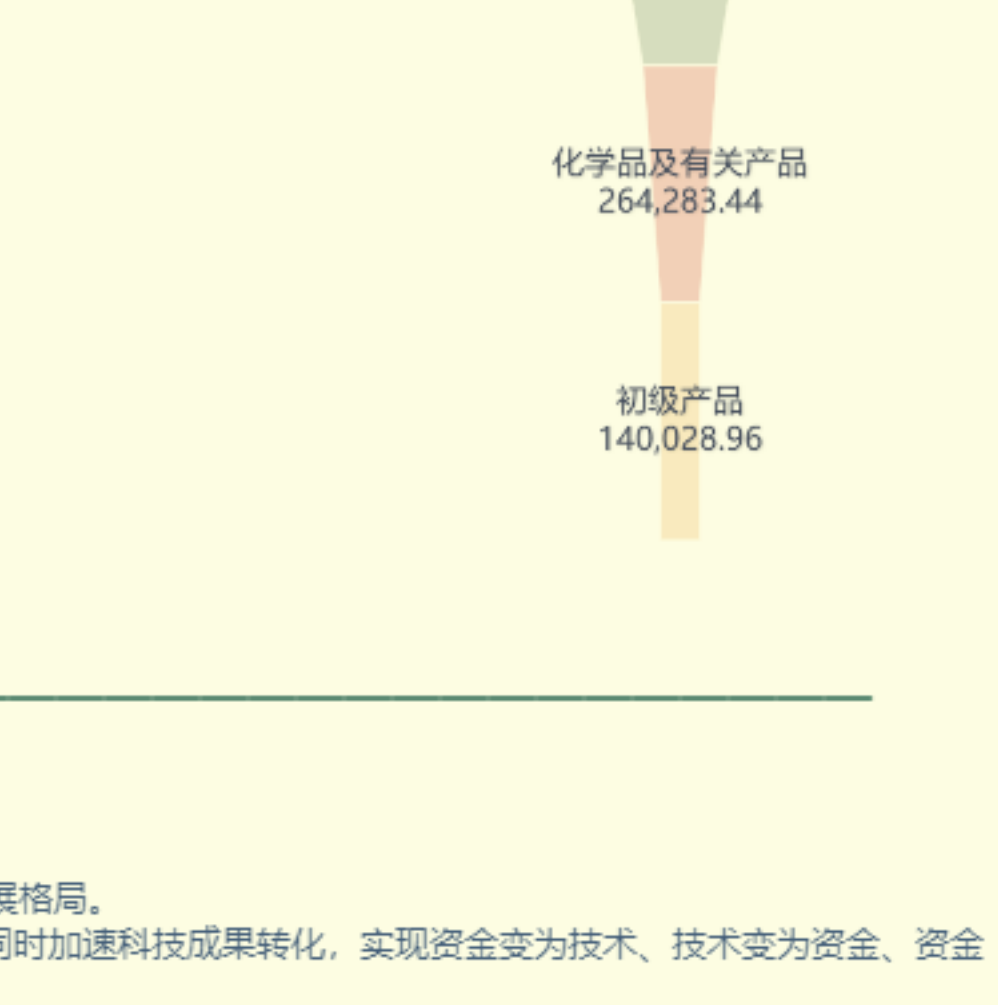 化学品及有关产品
264,283.44
初级产品
140,028.96
展格局。
同时加速科技成果转化，实现资金变为技术、技术变为资金、资金